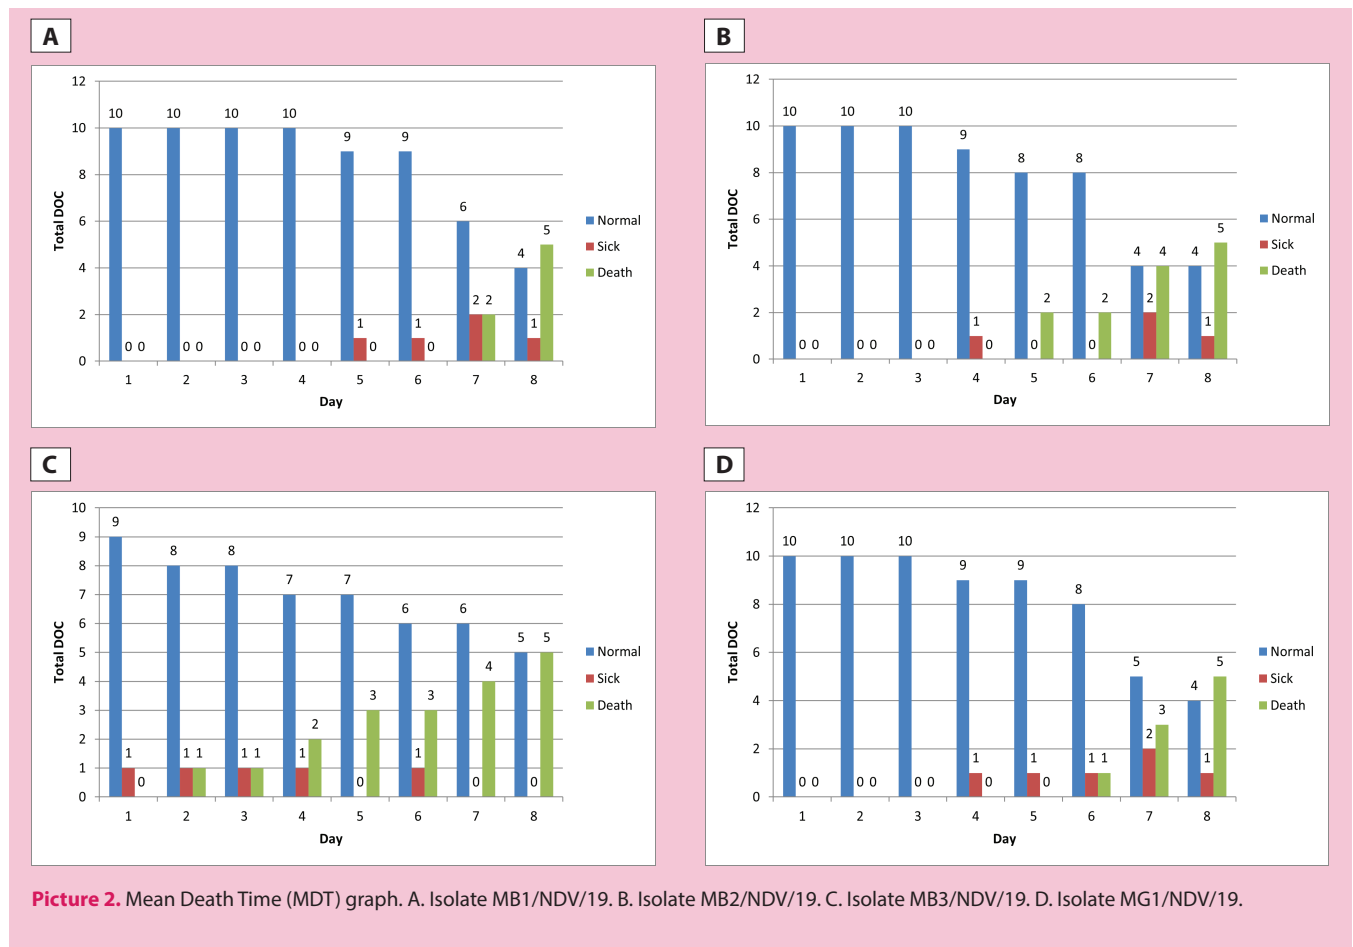 A
12
10
8
6
4
2
0
Total DOC
10 10 10 10 9 9 6 4
0 0 0 0 0 0 0 0 1 0 1 0 2 2 1 5
1 2 3 4 5 6 7 8
Day
Normal
Sick
Death
B
12
10
8
6
4
2
0
Total DOC
10 10 10 9 8 8 4 4
0 0 0 0 0 0 1 0 0 2 0 2 2 4 1 5
1 2 3 4 5 6 7 8
Day
Normal
Sick
Death
C
10
9
8
7
6
5
4
3
2
1
0
Total DOC
9 8 8 7 7 6 6 5
1 0 1 1 1 1 1 2 0 3 1 3 0 4 0 5
1 2 3 4 5 6 7 8
Day
Normal
Sick
Death
D
12
10
8
6
4
2
0
Total DOC
10 10 10 9 9 8 5 4
0 0 0 0 0 0 1 0 1 0 1 1 2 3 1 5
1 2 3 4 5 6 7 8
Day
Normal
Sick
Death
Picture 2. Mean Death Time (MDT) graph. A. Isolate MB1/NDV/19. B. Isolate MB2/NDV/19. C. Isolate MB3/NDV/19. D. Isolate MG1/NDV/19.